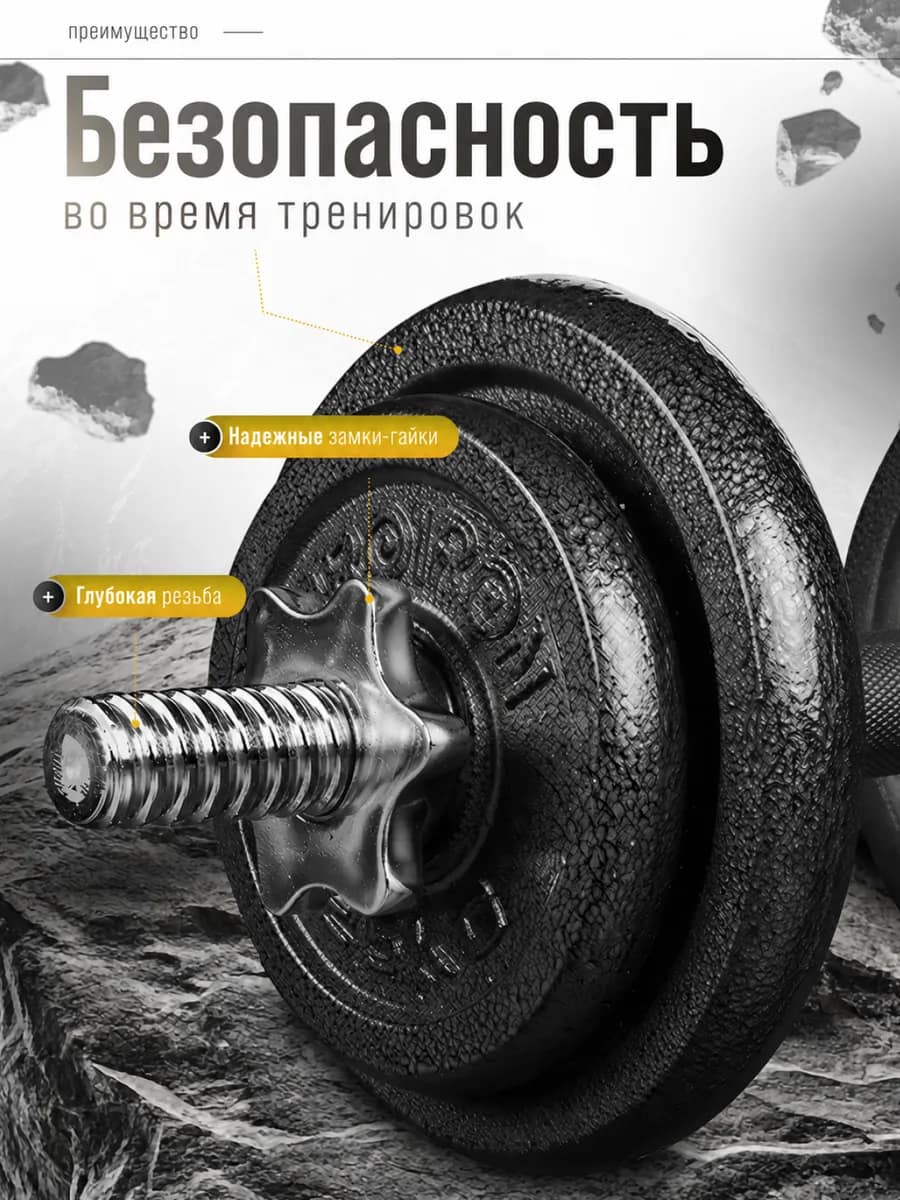 преимущество
Безопасность
во время тренировок
Надежные замки-гайки
Глубокая резьба